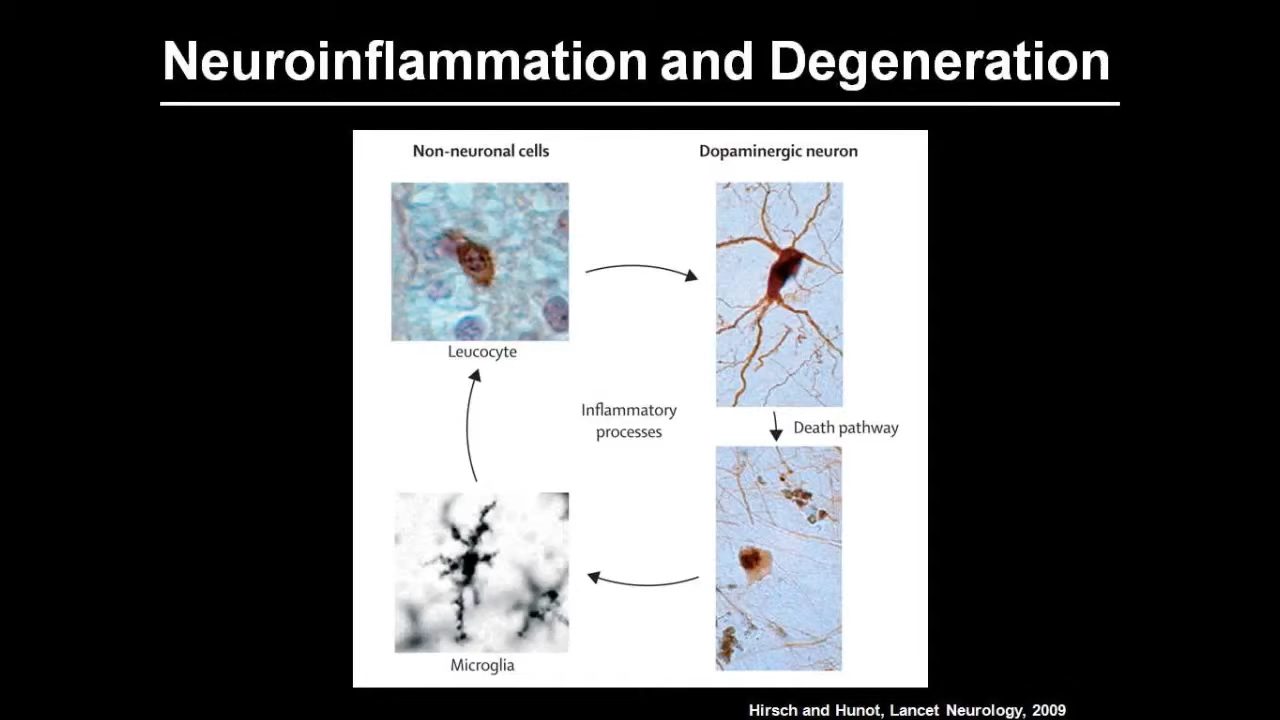 Neuroinflammation and Degeneration
Non-neuronal cells
Dopaminergic neuron
Leucocyte
Inflammatory
processes
Death pathway
Microglia
Hirsch and Hunot, Lancet Neurology, 2009